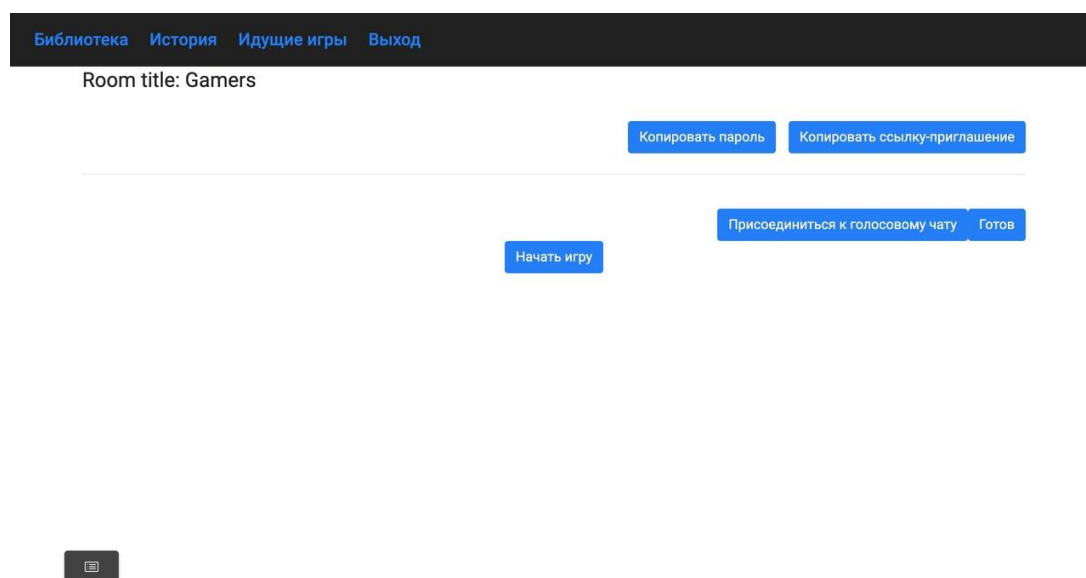 Библиотека История Идущие игры Выход
Room title: Gamers
Копировать пароль Копировать ссылку-приглашение
Присоединиться к голосовому чату Готов
Начать игру